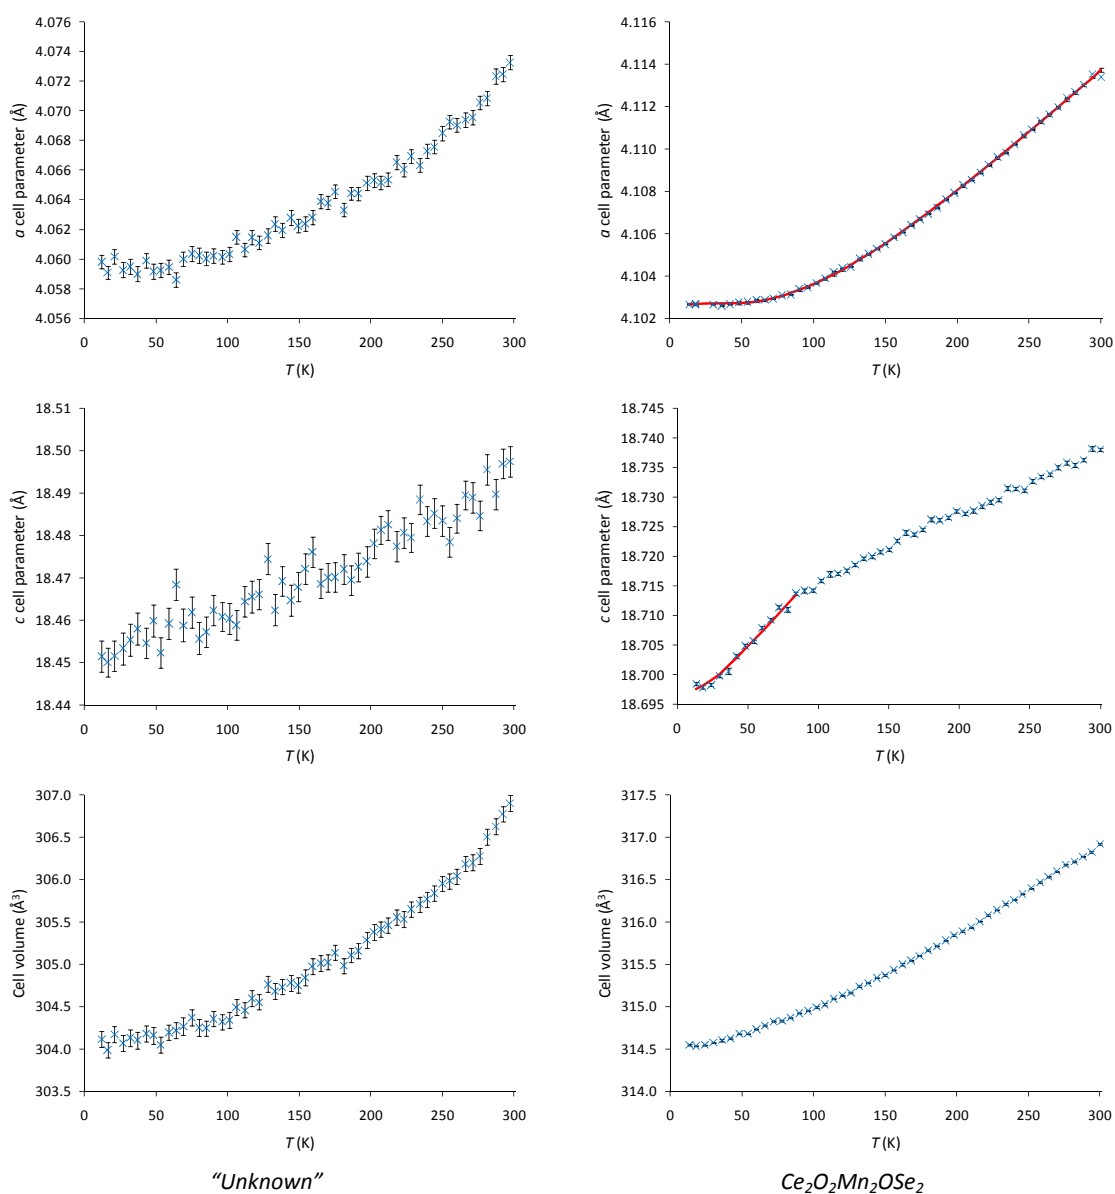 4.076
4.074
4.072
4.070
4.068
4.066
4.064
4.062
4.060
4.058
4.056
a cell parameter (Å)
0 50 100 150 200 250 300
T (K)
4.116
4.114
4.112
4.110
4.108
4.106
4.104
4.102
a cell parameter (Å)
0 50 100 150 200 250 300
T (K)
18.51
18.50
18.49
18.48
18.47
18.46
18.45
18.44
c cell parameter (Å)
0 50 100 150 200 250 300
T (K)
18.745
18.740
18.735
18.730
18.725
18.720
18.715
18.710
18.705
18.700
18.695
c cell parameter (Å)
0 50 100 150 200 250 300
T (K)
307.0
306.5
306.0
305.5
305.0
304.5
304.0
303.5
Cell volume (Å³)
0 50 100 150 200 250 300
T (K)
317.5
317.0
316.5
316.0
315.5
315.0
314.5
314.0
Cell volume (Å³)
0 50 100 150 200 250 300
T (K)
“Unknown”
Ce₂O₂Mn₂OSe₂